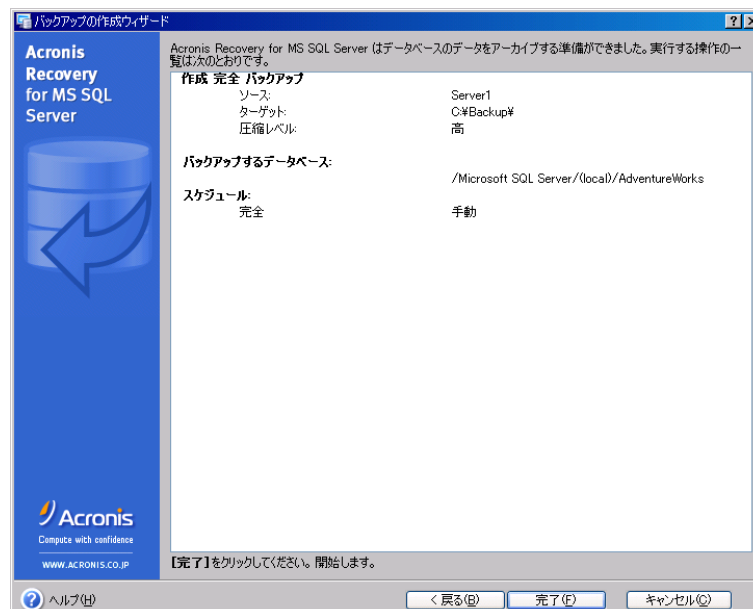 バックアップの作成ウィザード
Acronis
Recovery
for MS SQL
Server
Acronis Recovery for MS SQL Server はデータベースのデータをアーカイブする準備ができました。実行する操作の一
覧は次のとおりです。
作成 完全 バックアップ
ソース: Server1
ターゲット: C:¥Backup¥
圧縮レベル: 高
バックアップするデータベース:
/Microsoft SQL Server/(local)/AdventureWorks
スケジュール:
完全 手動
Acronis
Compute with confidence
WWW.ACRONIS.CO.JP
[完了]をクリックしてください。開始します。
ヘルプ(H) < 戻る(B) 完了(F) キャンセル(C)